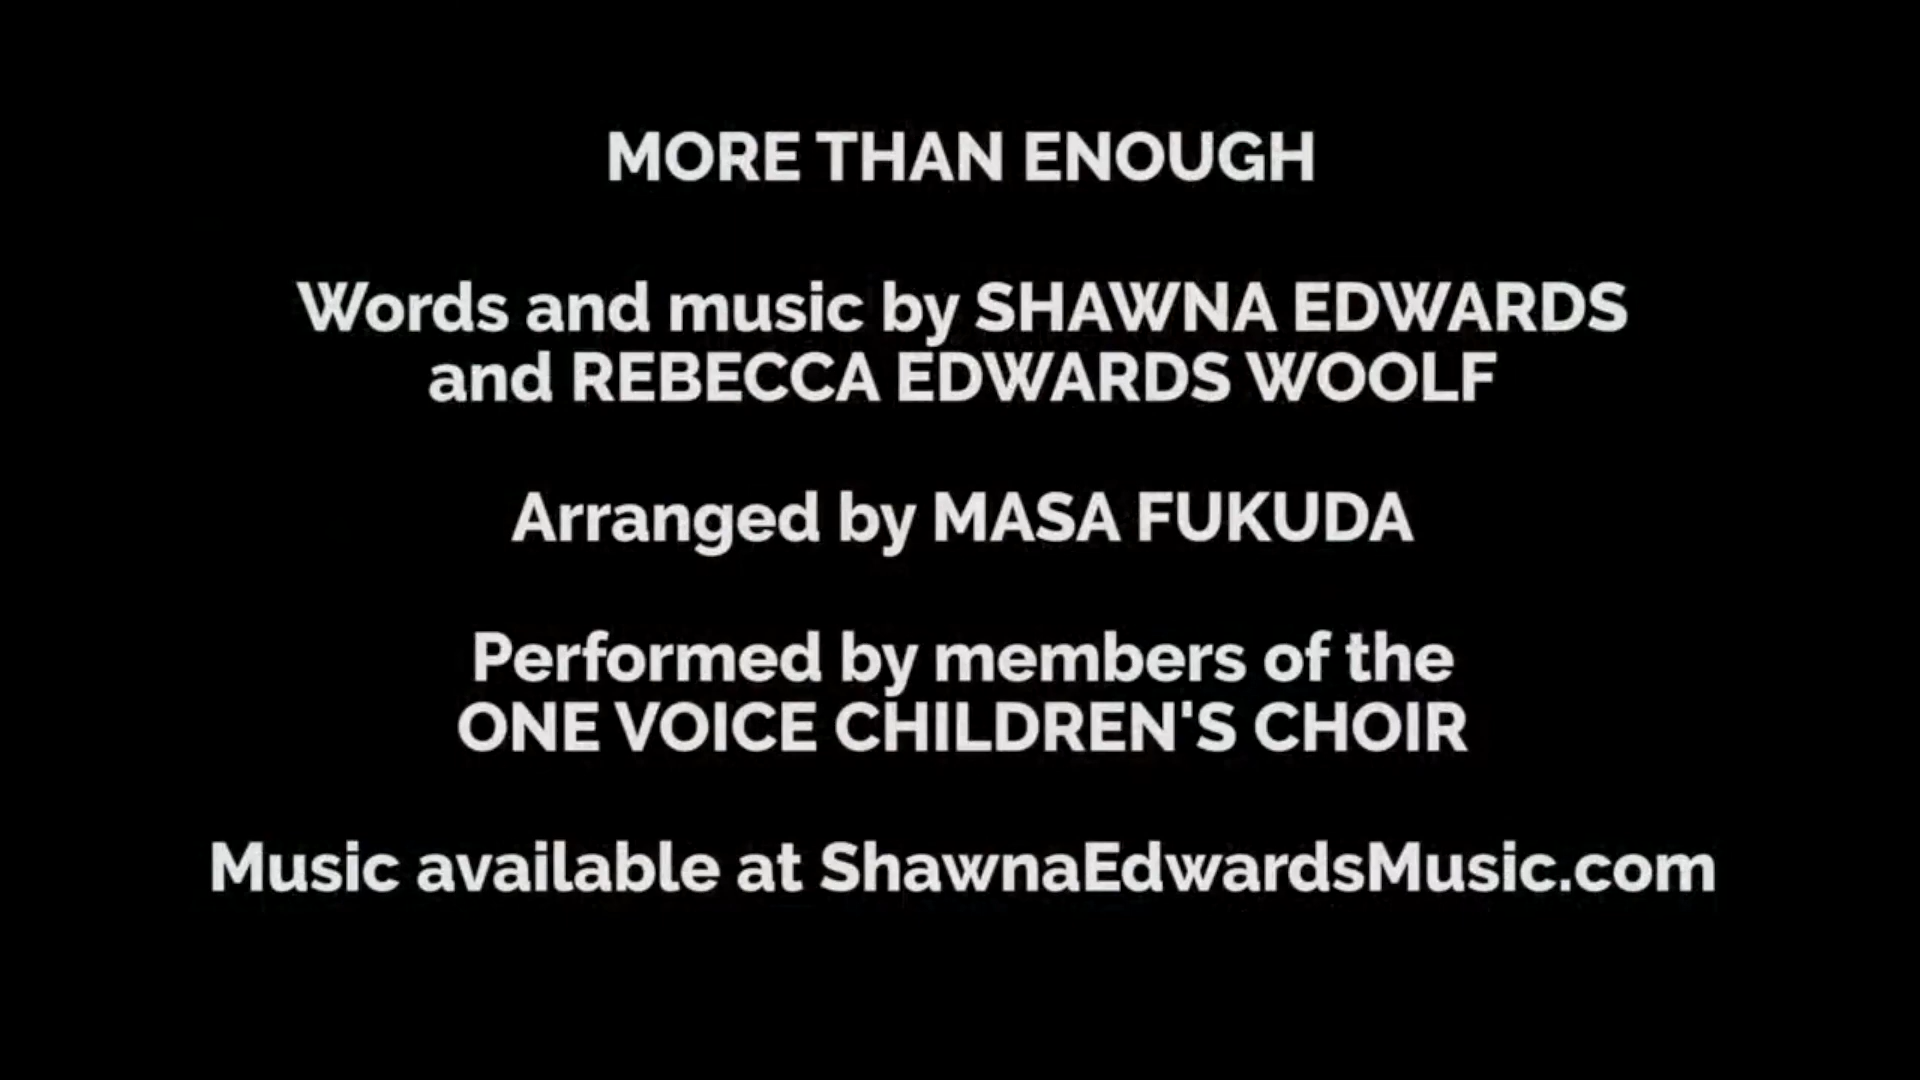 MORE THAN ENOUGH
Words and music by SHAWNA EDWARDS
and REBECCA EDWARDS WOOLF
Arranged by MASA FUKUDA
Performed by members of the
ONE VOICE CHILDREN'S CHOIR
Music available at ShawnaEdwardsMusic.com